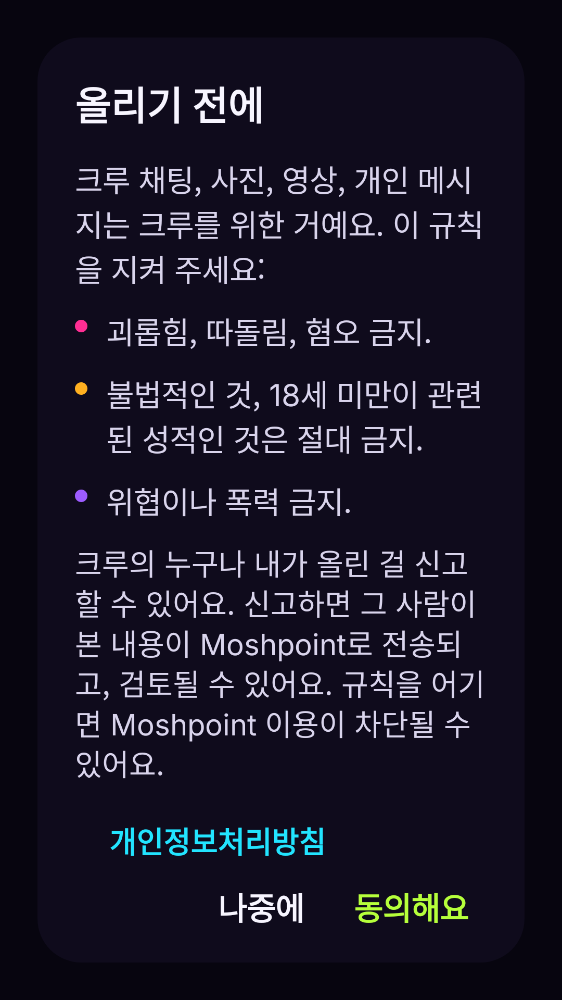 올리기 전에
크루 채팅, 사진, 영상, 개인 메시
지는 크루를 위한 거예요. 이 규칙
을 지켜 주세요:
괴롭힘, 따돌림, 혐오 금지.
불법적인 것, 18세 미만이 관련
된 성적인 것은 절대 금지.
위협이나 폭력 금지.
크루의 누구나 내가 올린 걸 신고
할 수 있어요. 신고하면 그 사람이
본 내용이 Moshpoint로 전송되
고, 검토될 수 있어요. 규칙을 어기
면 Moshpoint 이용이 차단될 수
있어요.
개인정보처리방침
나중에 동의해요